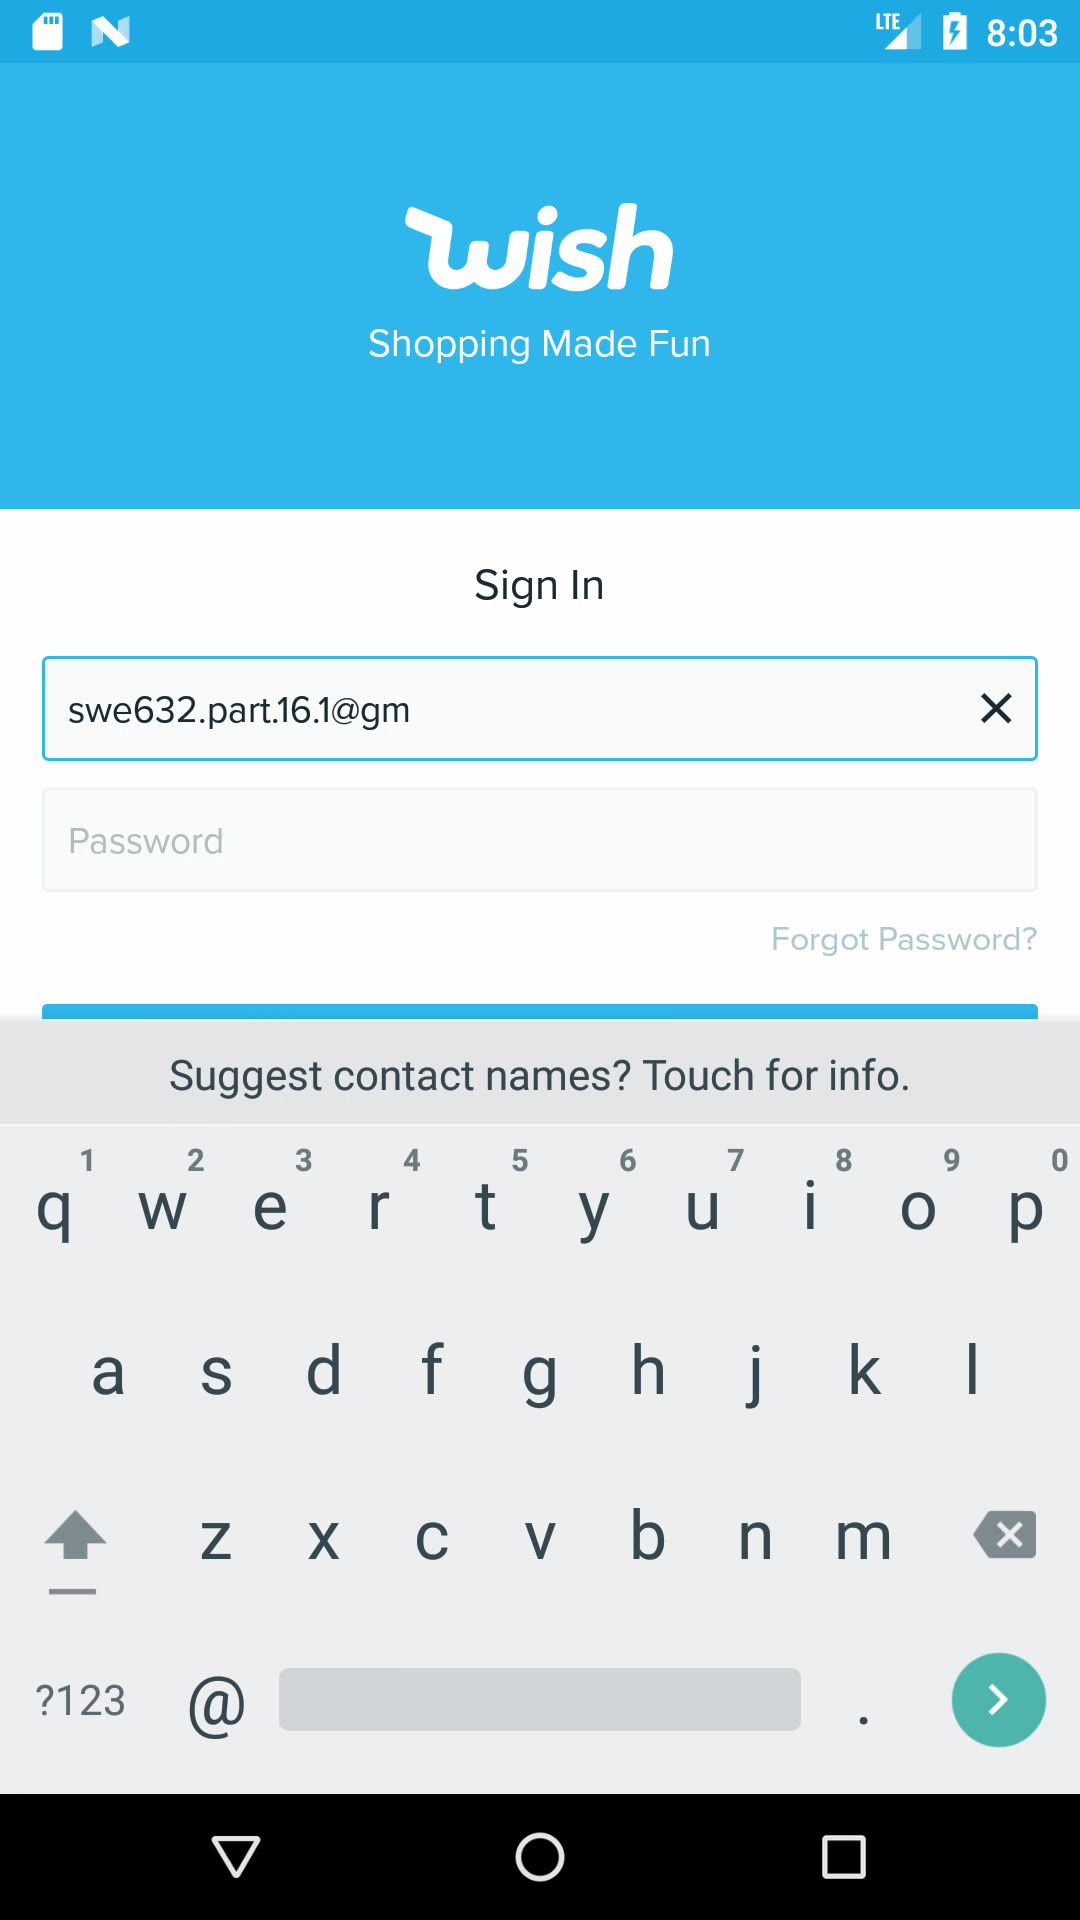 LTE 8:03
wish
Shopping Made Fun
Sign In
swe632.part.16.1@gm
Password
Forgot Password?
Suggest contact names? Touch for info.
1 2 3 4 5 6 7 8 9 0
q w e r t y u i o p
a s d f g h j k l
z x c v b n m
?123 @ .